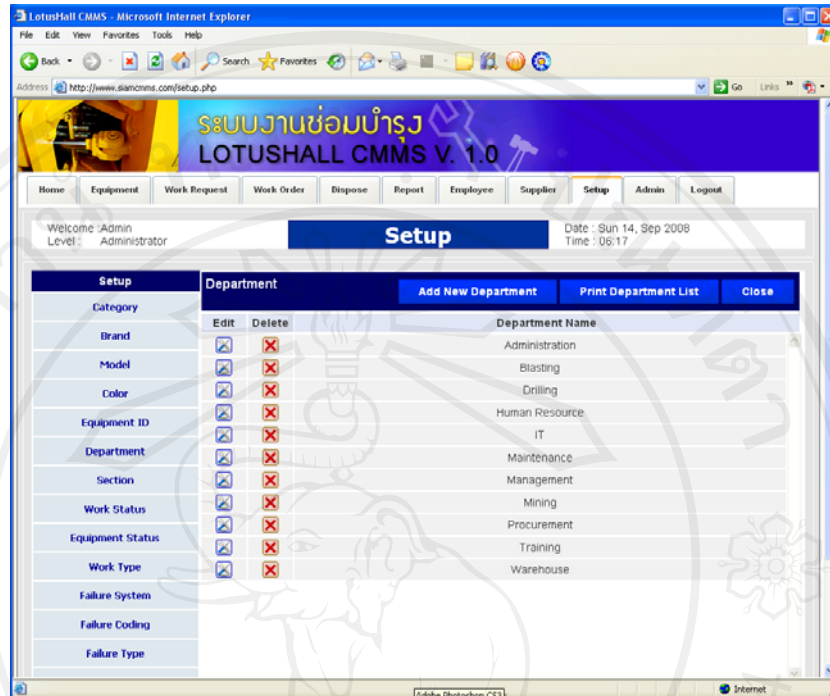 LotusHall CMMS - Microsoft Internet Explorer
File Edit View Favorites Tools Help
Back Search Favorites
Address http://www.siamcmms.com/setup.php Go Links »
ระบบงานซ่อมบำรุง
LOTUSHALL CMMS V. 1.0
Home Equipment Work Request Work Order Dispose Report Employee Supplier Setup Admin Logout
Welcome :Admin
Level : Administrator
Setup
Date : Sun 14, Sep 2008
Time : 06:17
Setup
Category
Brand
Model
Color
Equipment ID
Department
Section
Work Status
Equipment Status
Work Type
Failure System
Failure Coding
Failure Type
Department Add New Department Print Department List Close
Edit Delete Department Name
Administration
Blasting
Drilling
Human Resource
IT
Maintenance
Management
Mining
Procurement
Training
Warehouse
Adobe Photoshop CS3
Internet